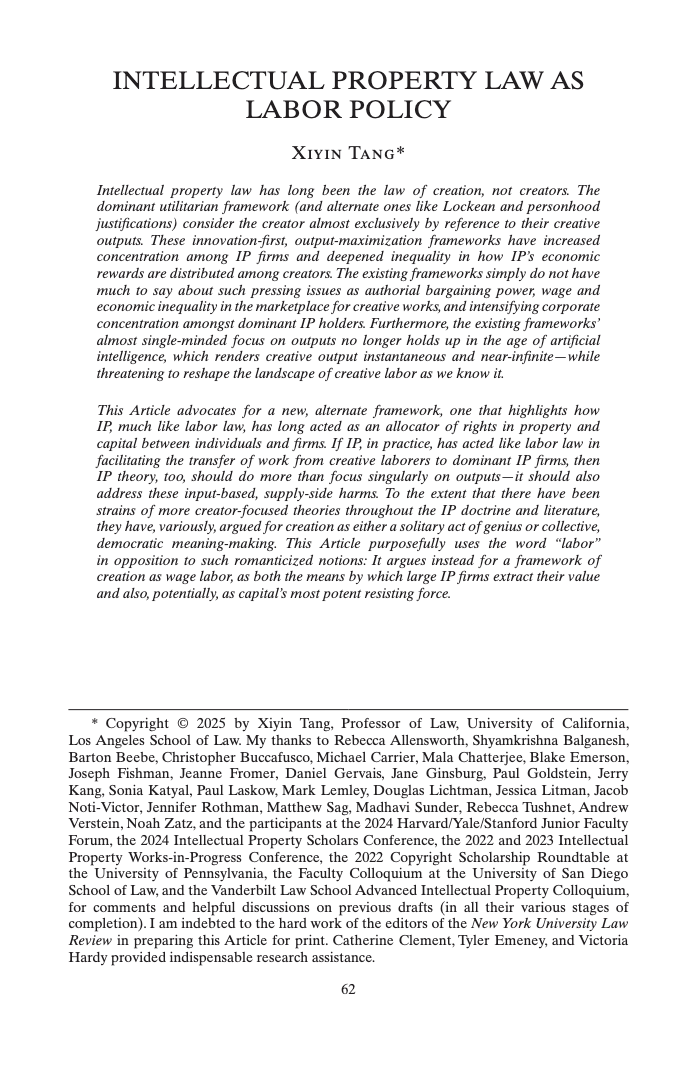 INTELLECTUAL PROPERTY LAW AS
LABOR POLICY
Xiyin Tang*
Intellectual property law has long been the law of creation, not creators. The
dominant utilitarian framework (and alternate ones like Lockean and personhood
justifications) consider the creator almost exclusively by reference to their creative
outputs. These innovation-first, output-maximization frameworks have increased
concentration among IP firms and deepened inequality in how IP’s economic
rewards are distributed among creators. The existing frameworks simply do not have
much to say about such pressing issues as authorial bargaining power, wage and
economic inequality in the marketplace for creative works, and intensifying corporate
concentration amongst dominant IP holders. Furthermore, the existing frameworks’
almost single-minded focus on outputs no longer holds up in the age of artificial
intelligence, which renders creative output instantaneous and near-infinite—while
threatening to reshape the landscape of creative labor as we know it.
This Article advocates for a new, alternate framework, one that highlights how
IP, much like labor law, has long acted as an allocator of rights in property and
capital between individuals and firms. If IP, in practice, has acted like labor law in
facilitating the transfer of work from creative laborers to dominant IP firms, then
IP theory, too, should do more than focus singularly on outputs—it should also
address these input-based, supply-side harms. To the extent that there have been
strains of more creator-focused theories throughout the IP doctrine and literature,
they have, variously, argued for creation as either a solitary act of genius or collective,
democratic meaning-making. This Article purposefully uses the word “labor”
in opposition to such romanticized notions: It argues instead for a framework of
creation as wage labor, as both the means by which large IP firms extract their value
and also, potentially, as capital’s most potent resisting force.
* Copyright © 2025 by Xiyin Tang, Professor of Law, University of California,
Los Angeles School of Law. My thanks to Rebecca Allensworth, Shyamkrishna Balganesh,
Barton Beebe, Christopher Buccafusco, Michael Carrier, Mala Chatterjee, Blake Emerson,
Joseph Fishman, Jeanne Fromer, Daniel Gervais, Jane Ginsburg, Paul Goldstein, Jerry
Kang, Sonia Katyal, Paul Laskow, Mark Lemley, Douglas Lichtman, Jessica Litman, Jacob
Noti-Victor, Jennifer Rothman, Matthew Sag, Madhavi Sunder, Rebecca Tushnet, Andrew
Verstein, Noah Zatz, and the participants at the 2024 Harvard/Yale/Stanford Junior Faculty
Forum, the 2024 Intellectual Property Scholars Conference, the 2022 and 2023 Intellectual
Property Works-in-Progress Conference, the 2022 Copyright Scholarship Roundtable at
the University of Pennsylvania, the Faculty Colloquium at the University of San Diego
School of Law, and the Vanderbilt Law School Advanced Intellectual Property Colloquium,
for comments and helpful discussions on previous drafts (in all their various stages of
completion). I am indebted to the hard work of the editors of the New York University Law
Review in preparing this Article for print. Catherine Clement, Tyler Emeney, and Victoria
Hardy provided indispensable research assistance.
62